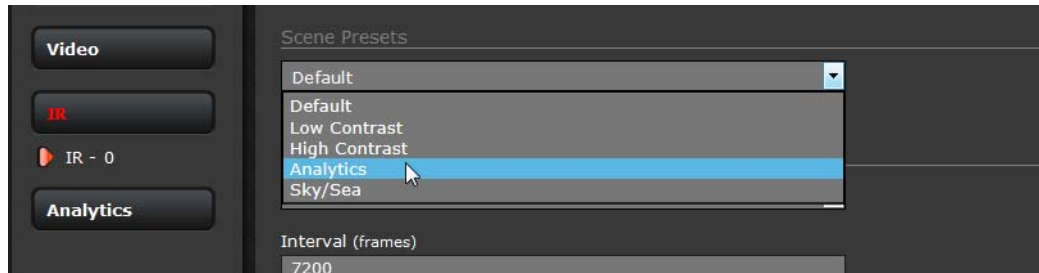 Video
IR
IR - 0
Analytics
Scene Presets
Default
Default
Low Contrast
High Contrast
Analytics
Sky/Sea
Interval (frames)
7200